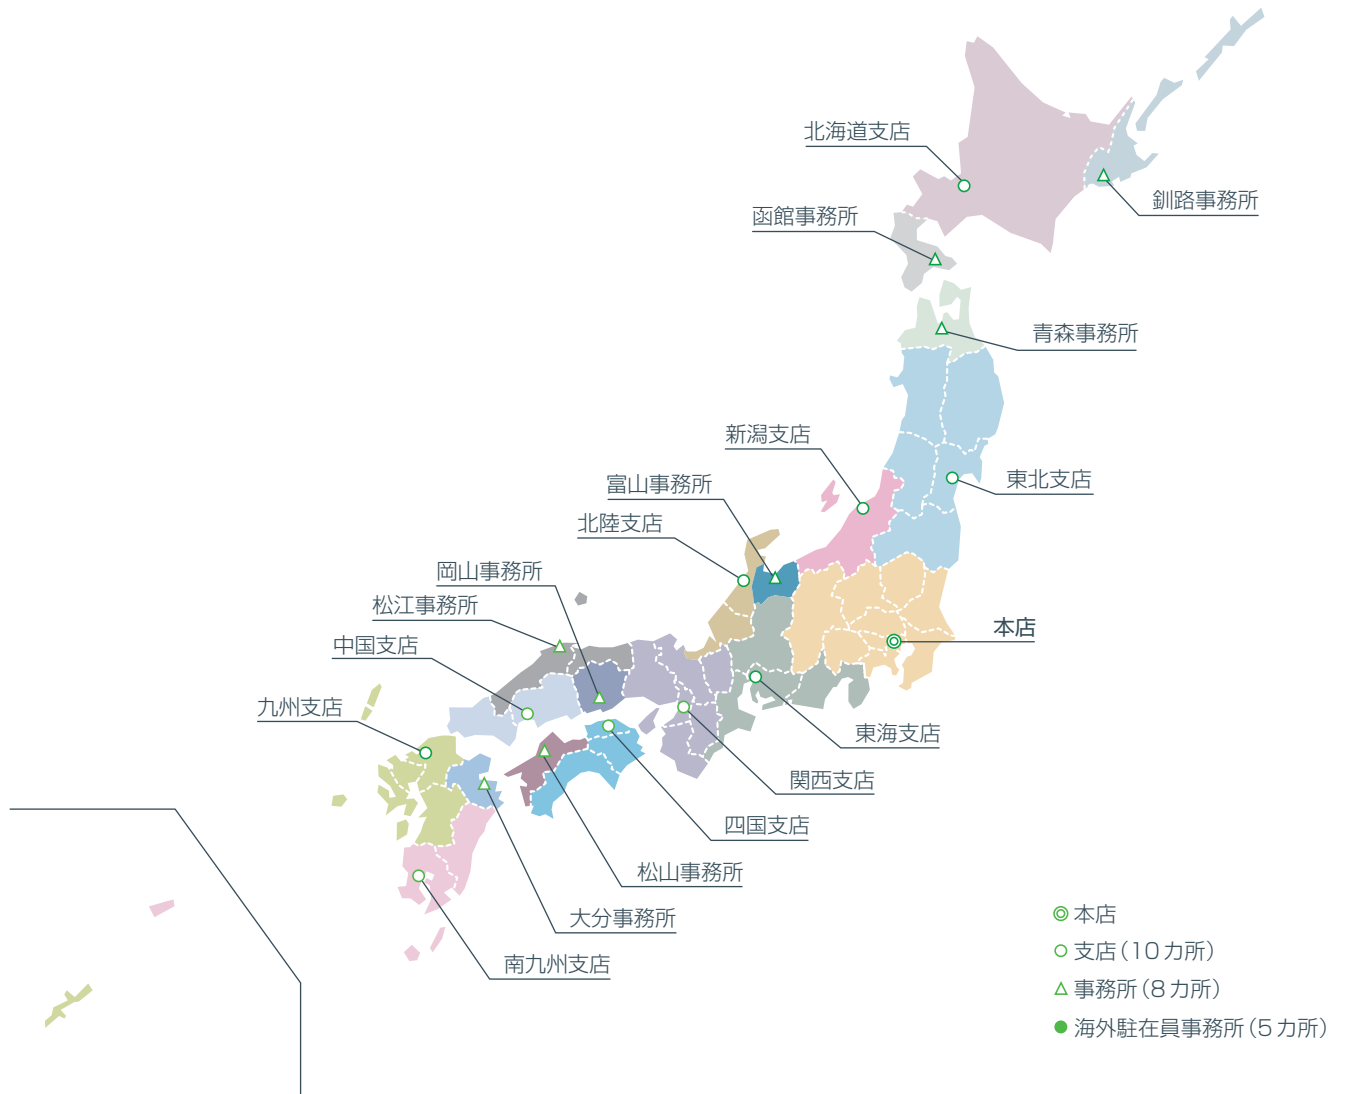 北海道支店
釧路事務所
函館事務所
青森事務所
新潟支店
東北支店
富山事務所
北陸支店
岡山事務所
松江事務所
本店
中国支店
九州支店
東海支店
関西支店
四国支店
松山事務所
大分事務所
南九州支店
本店
支店（10カ所）
事務所（8カ所）
海外駐在員事務所（5カ所）